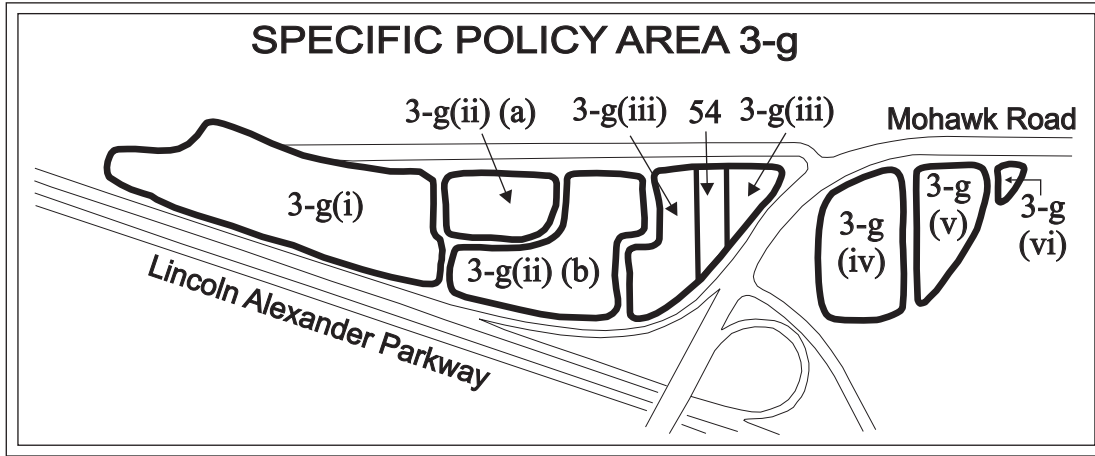 SPECIFIC POLICY AREA 3-g
3-g(ii) (a)
3-g(iii)
54
3-g(iii)
Mohawk Road
3-g(i)
3-g(ii) (b)
3-g
(iv)
3-g
(v)
3-g
(vi)
Lincoln Alexander Parkway